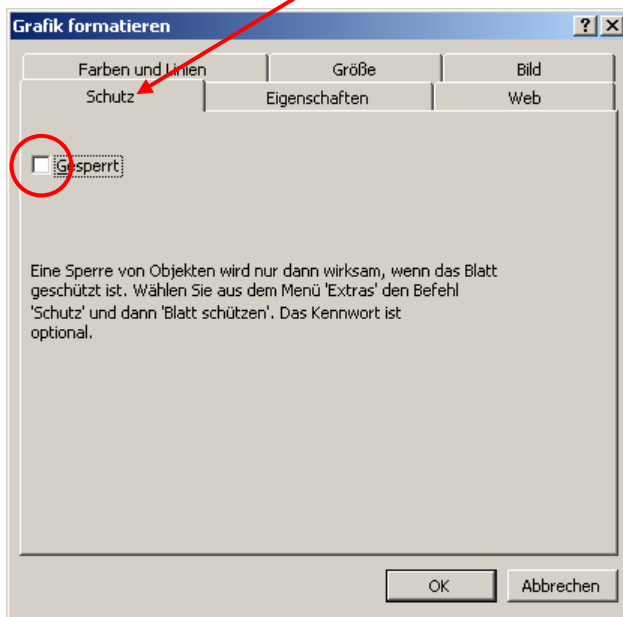 Grafik formatieren
Farben und Linien
Größe
Bild
Schutz
Eigenschaften
Web
Gesperrt
Eine Sperre von Objekten wird nur dann wirksam, wenn das Blatt
geschützt ist. Wählen Sie aus dem Menü 'Extras' den Befehl
'Schutz' und dann 'Blatt schützen'. Das Kennwort ist
optional.
OK
Abbrechen